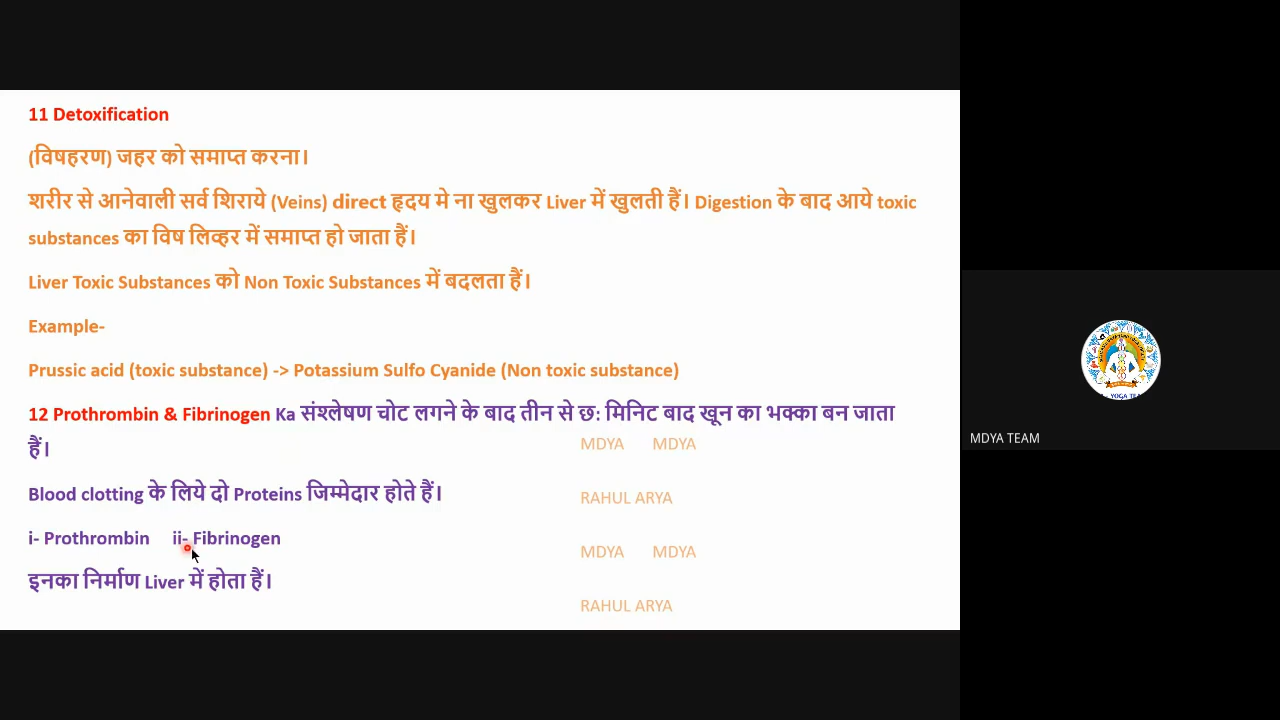 11 Detoxification
(विषहरण) जहर को समाप्त करना।
शरीर से आनेवाली सर्व शिराये (Veins) direct हृदय मे ना खुलकर Liver में खुलती हैं। Digestion के बाद आये toxic
substances का विष लिव्हर में समाप्त हो जाता हैं।
Liver Toxic Substances को Non Toxic Substances में बदलता हैं।
Example-
Prussic acid (toxic substance) -> Potassium Sulfo Cyanide (Non toxic substance)
12 Prothrombin & Fibrinogen Ka संश्लेषण चोट लगने के बाद तीन से छ: मिनिट बाद खून का भक्का बन जाता
हैं।
MDYA MDYA
Blood clotting के लिये दो Proteins जिम्मेदार होते हैं।
RAHUL ARYA
i- Prothrombin ii- Fibrinogen
MDYA MDYA
इनका निर्माण Liver में होता हैं।
RAHUL ARYA
MDYA TEAM